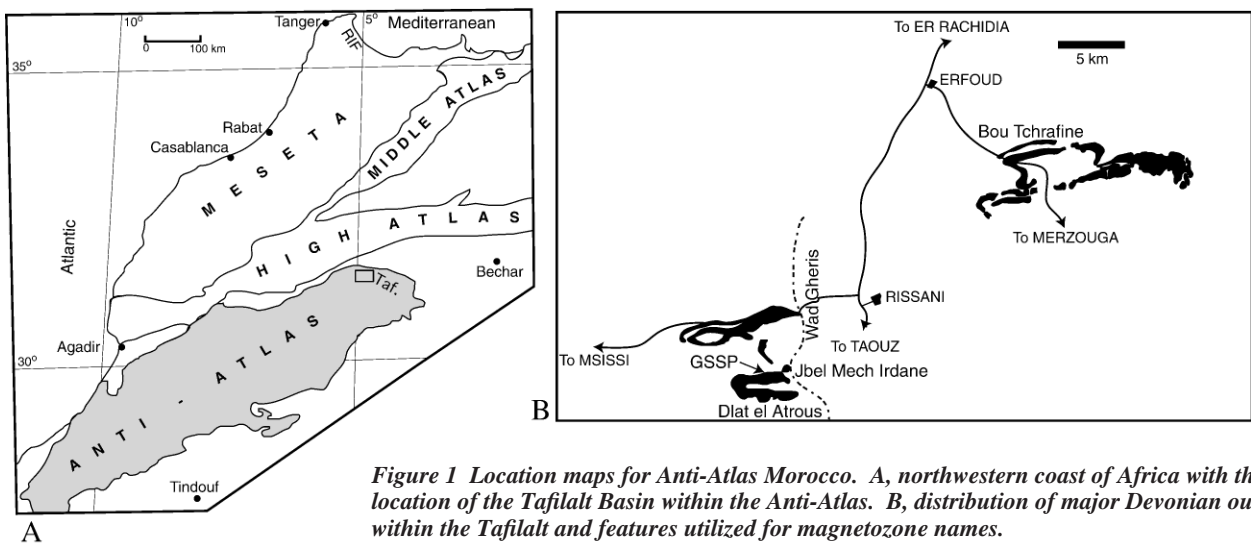 10º
5º
Tanger
Mediterranean
RIF
0 100 km
35º
MIDDLE ATLAS
Rabat
Casablanca
MESETA
HIGH ATLAS
Atlantic
Bechar
Taf.
Agadir
30º
ANTI-ATLAS
Tindouf
A
To ER RACHIDIA
5 km
ERFOUD
Bou Tchrafine
To MERZOUGA
Wad Gheris
RISSANI
To TAOUZ
To MSISSI
GSSP
Jbel Mech Irdane
Dlat el Atrous
B
Figure 1 Location maps for Anti-Atlas Morocco. A, northwestern coast of Africa with th
location of the Tafilalt Basin within the Anti-Atlas. B, distribution of major Devonian ou
within the Tafilalt and features utilized for magnetozone names.